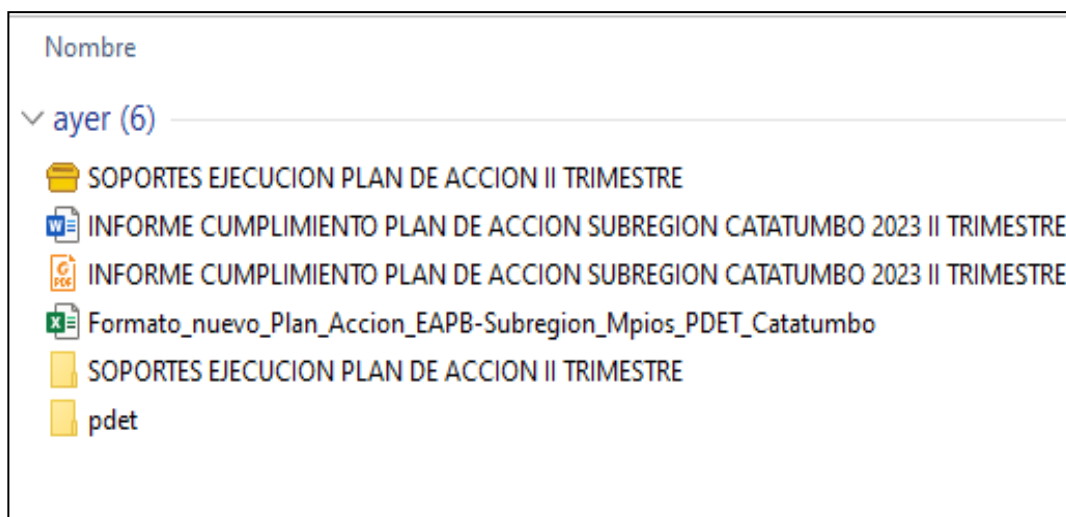 Nombre
ayer (6)
SOPORTES EJECUCION PLAN DE ACCION II TRIMESTRE
INFORME CUMPLIMIENTO PLAN DE ACCION SUBREGION CATATUMBO 2023 II TRIMESTRE
INFORME CUMPLIMIENTO PLAN DE ACCION SUBREGION CATATUMBO 2023 II TRIMESTRE
Formato_nuevo_Plan_Accion_EAPB-Subregion_Mpios_PDET_Catatumbo
SOPORTES EJECUCION PLAN DE ACCION II TRIMESTRE
pdet